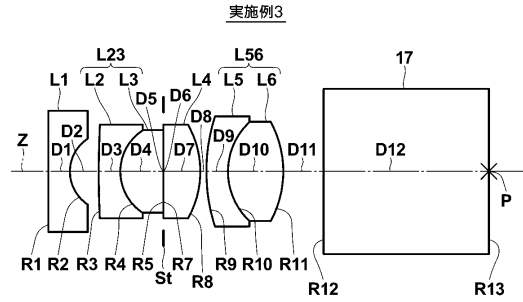 実施例3
L23 L56 17
L1 L2 L3 D5 D6 L4 L5 L6
D8
Z D1 D2 D3 D4 D7 D9 D10 D11 D12
P
R1 R2 R3 R4 R5 R7 R8 R9 R10 R11
St
R12 R13